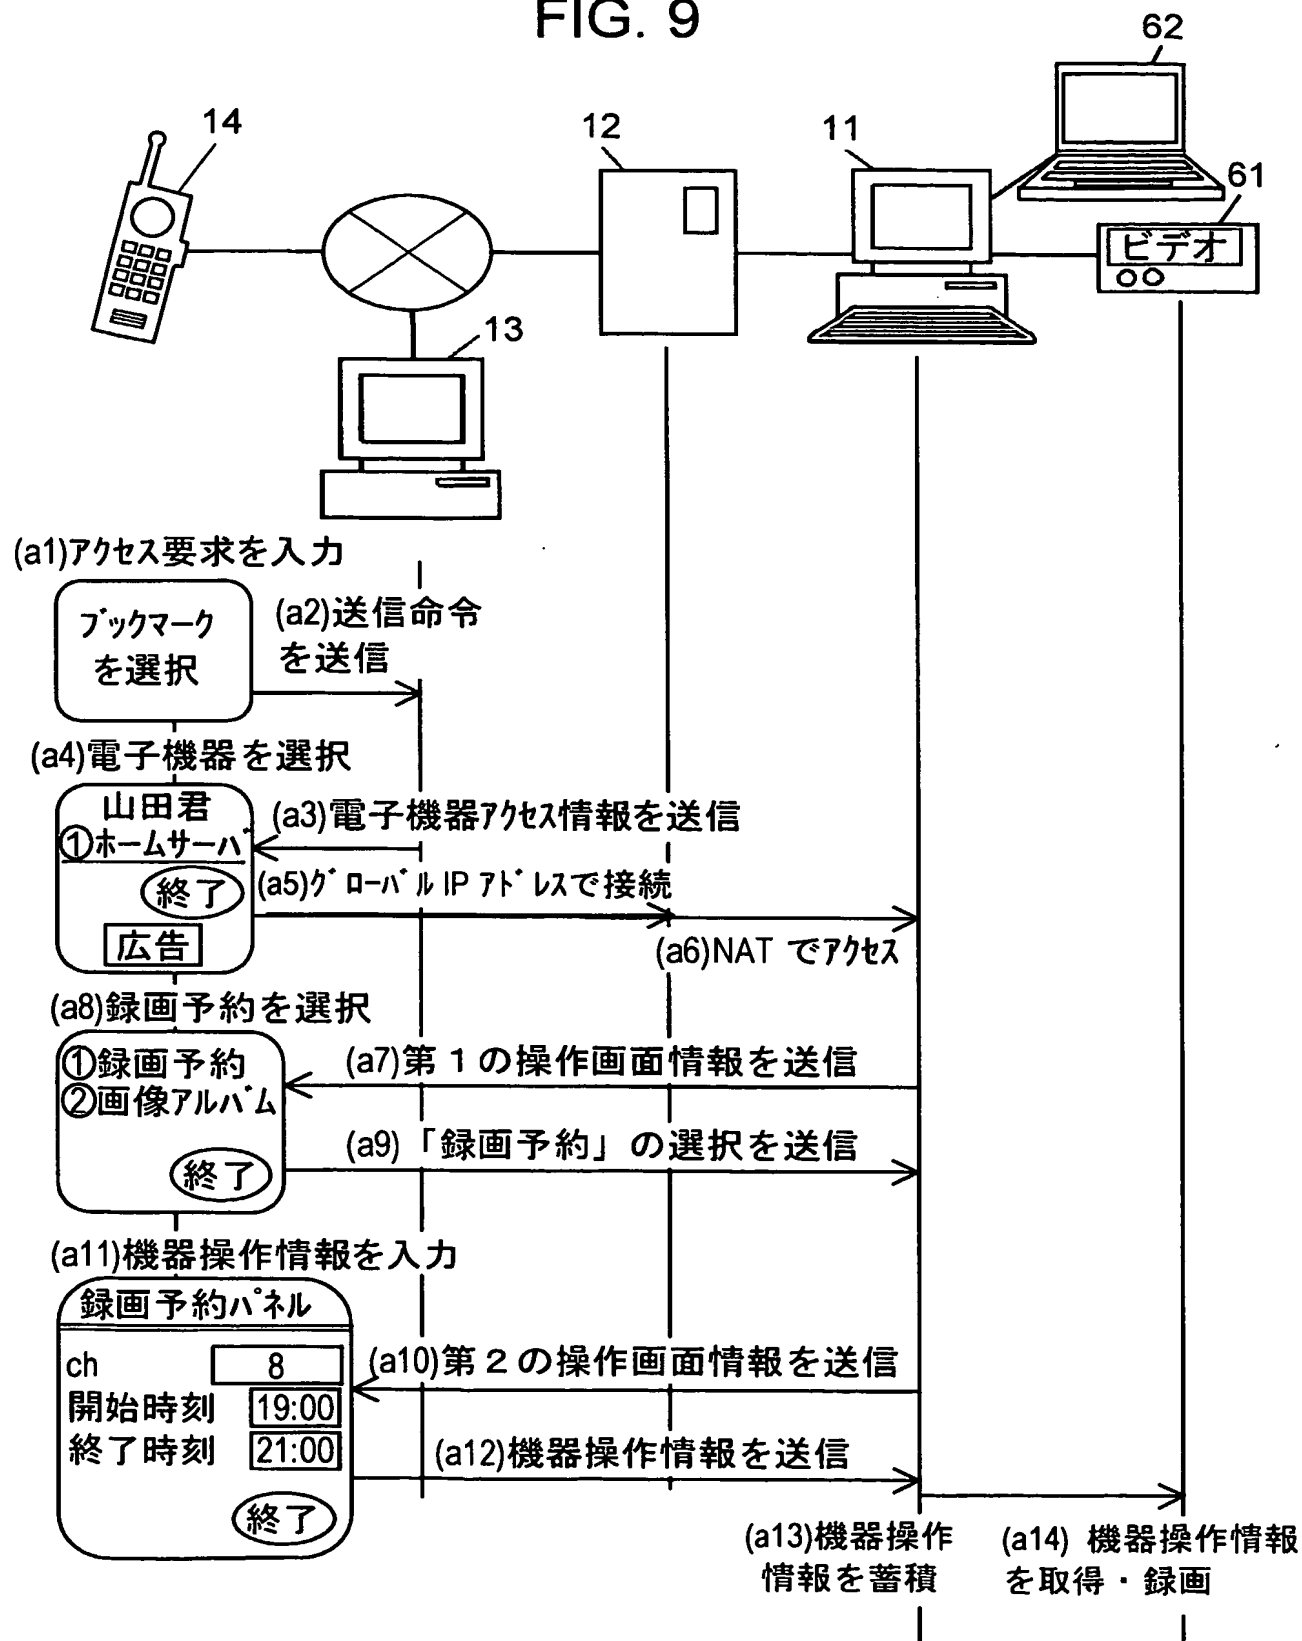 FIG. 9
62
14
12
11
61
ビデオ
13
(a1)アクセス要求を入力
ブックマーク
を選択
(a2)送信命令
を送信
(a4)電子機器を選択
山田君
①ホームサーバ
終了
広告
(a3)電子機器アクセス情報を送信
(a5)グローバル IP アドレスで接続
(a6)NAT でアクセス
(a8)録画予約を選択
①録画予約
②画像アルバム
終了
(a7)第1の操作画面情報を送信
(a9)「録画予約」の選択を送信
(a11)機器操作情報を入力
録画予約パネル
ch 8
開始時刻 19:00
終了時刻 21:00
終了
(a10)第2の操作画面情報を送信
(a12)機器操作情報を送信
(a13)機器操作
情報を蓄積
(a14) 機器操作情報
を取得・録画